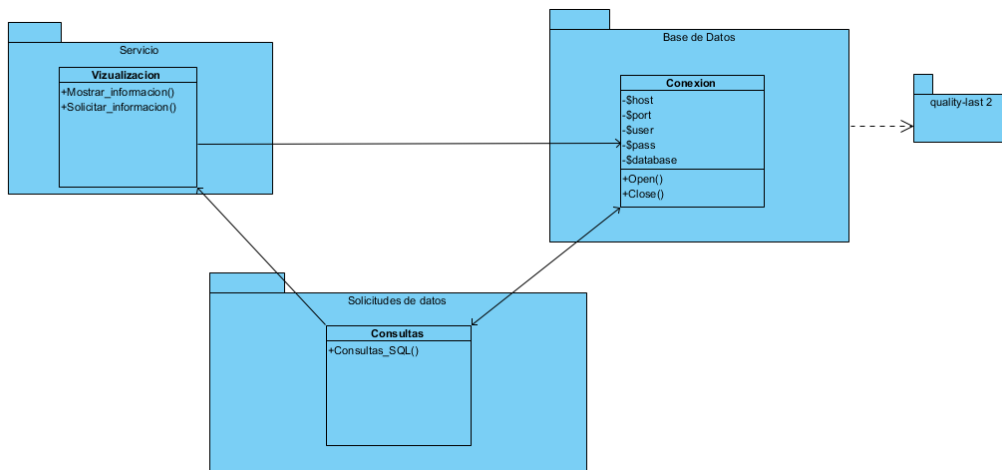 Servicio
Vizualizacion
+Mostrar_informacion()
+Solicitar_informacion()
Base de Datos
Conexion
-$host
-$port
-$user
-$pass
-$database
+Open()
+Close()
quality-last 2
Solicitudes de datos
Consultas
+Consultas_SQL()